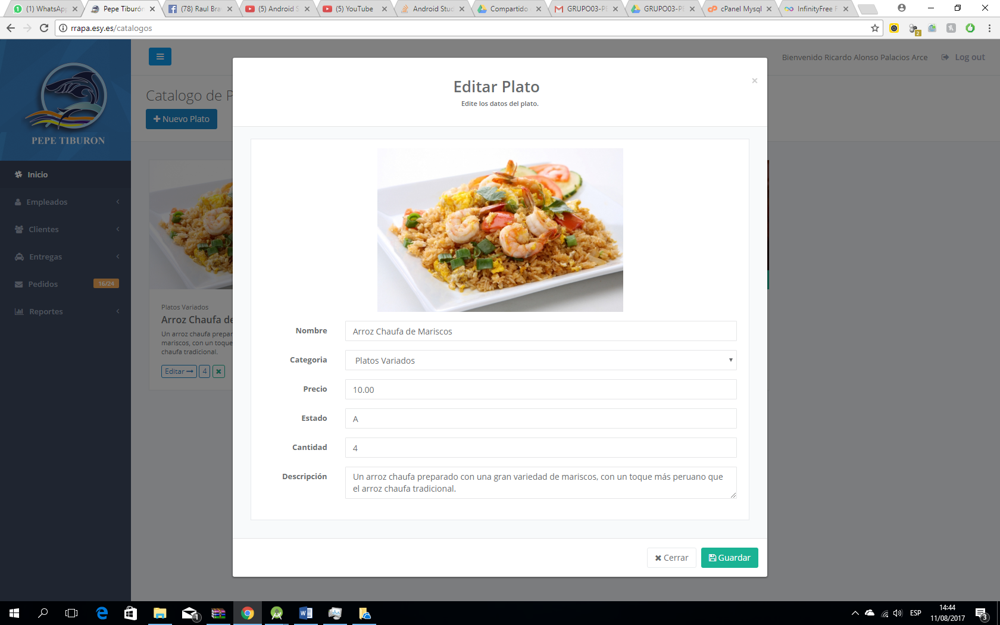 (1) WhatsApp
Pepe Tiburón
(78) Raul Bra
(5) Android S
(5) YouTube
Android Stud
Compartido
GRUPO03-PE
GRUPO03-PE
cPanel Mysql
InfinityFree F
rrapa.esy.es/catalogos
2
PEPE TIBURON
Bienvenido Ricardo Alonso Palacios Arce
Log out
Catalogo de P
Nuevo Plato
Inicio
Empleados
Clientes
Entregas
Pedidos 16/24
Reportes
Platos Variados
Arroz Chaufa de
Un arroz chaufa prepar
mariscos, con un toque
chaufa tradicional.
Editar 4
Editar Plato
×
Edite los datos del plato.
Nombre Arroz Chaufa de Mariscos
Categoria Platos Variados
Precio 10.00
Estado A
Cantidad 4
Descripción Un arroz chaufa preparado con una gran variedad de mariscos, con un toque más peruano que
el arroz chaufa tradicional.
Cerrar Guardar
1
ESP
14:44
11/08/2017
3